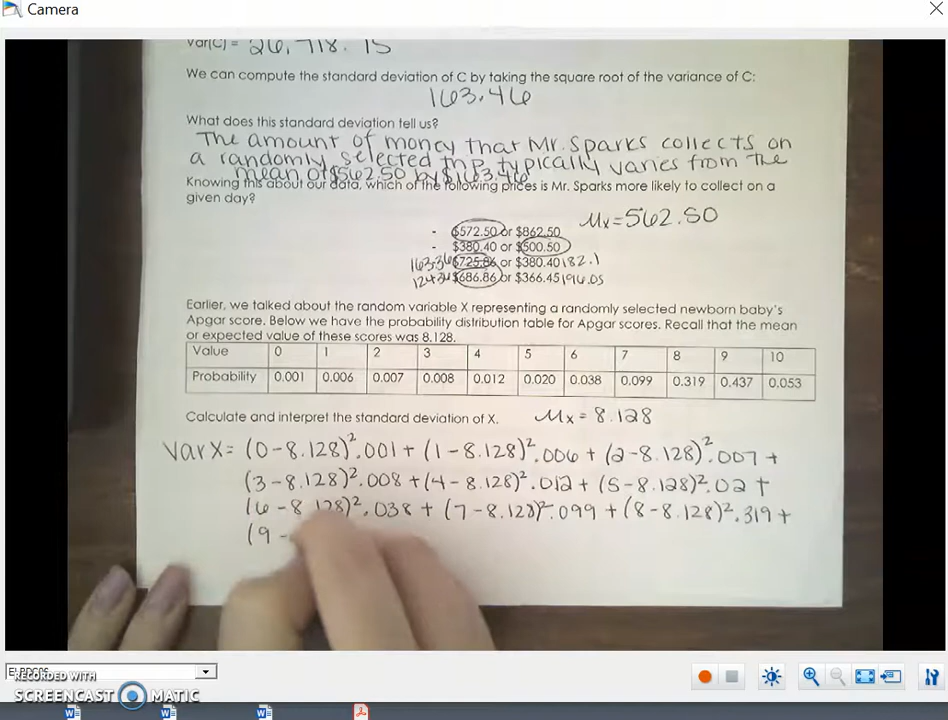 Camera
Var(C) = 26,718.15
We can compute the standard deviation of C by taking the square root of the variance of C:
163.46
What does this standard deviation tell us?
The amount of money that Mr. Sparks collects on
a randomly selected trip typically varies from the
mean of $562.50 by $163.46
Knowing this about our data, which of the following prices is Mr. Sparks more likely to collect on a
given day?
Mx = 562.50
- $572.50 or $862.50
- $380.40 or $500.50
163.36 $725.86 or $380.40 182.1
124.36 $686.86 or $366.45 196.05
Earlier, we talked about the random variable X representing a randomly selected newborn baby's
Apgar score. Below we have the probability distribution table for Apgar scores. Recall that the mean
or expected value of these scores was 8.128.
Value 0 1 2 3 4 5 6 7 8 9 10
Probability 0.001 0.006 0.007 0.008 0.012 0.020 0.038 0.099 0.319 0.437 0.053
Calculate and interpret the standard deviation of X. Mx = 8.128
Var X = (0-8.128)².001 + (1-8.128)².006 + (2-8.128)².007 +
(3-8.128)².008 + (4-8.128)².012 + (5-8.128)².02 +
(6-8.128)².038 + (7-8.128)².099 + (8-8.128)².319 +
(9 -
RECORDED WITH
SCREENCAST MATIC